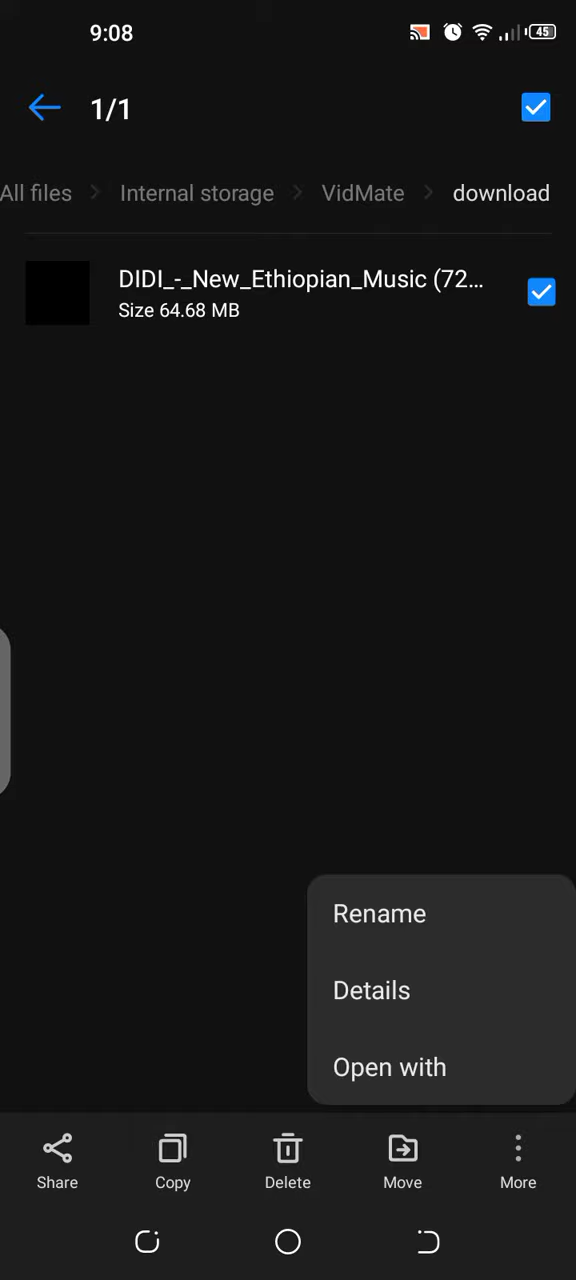 9:08
45
1/1
All files > Internal storage > VidMate > download
DIDI_-_New_Ethiopian_Music (72...
Size 64.68 MB
Rename
Details
Open with
Share Copy Delete Move More